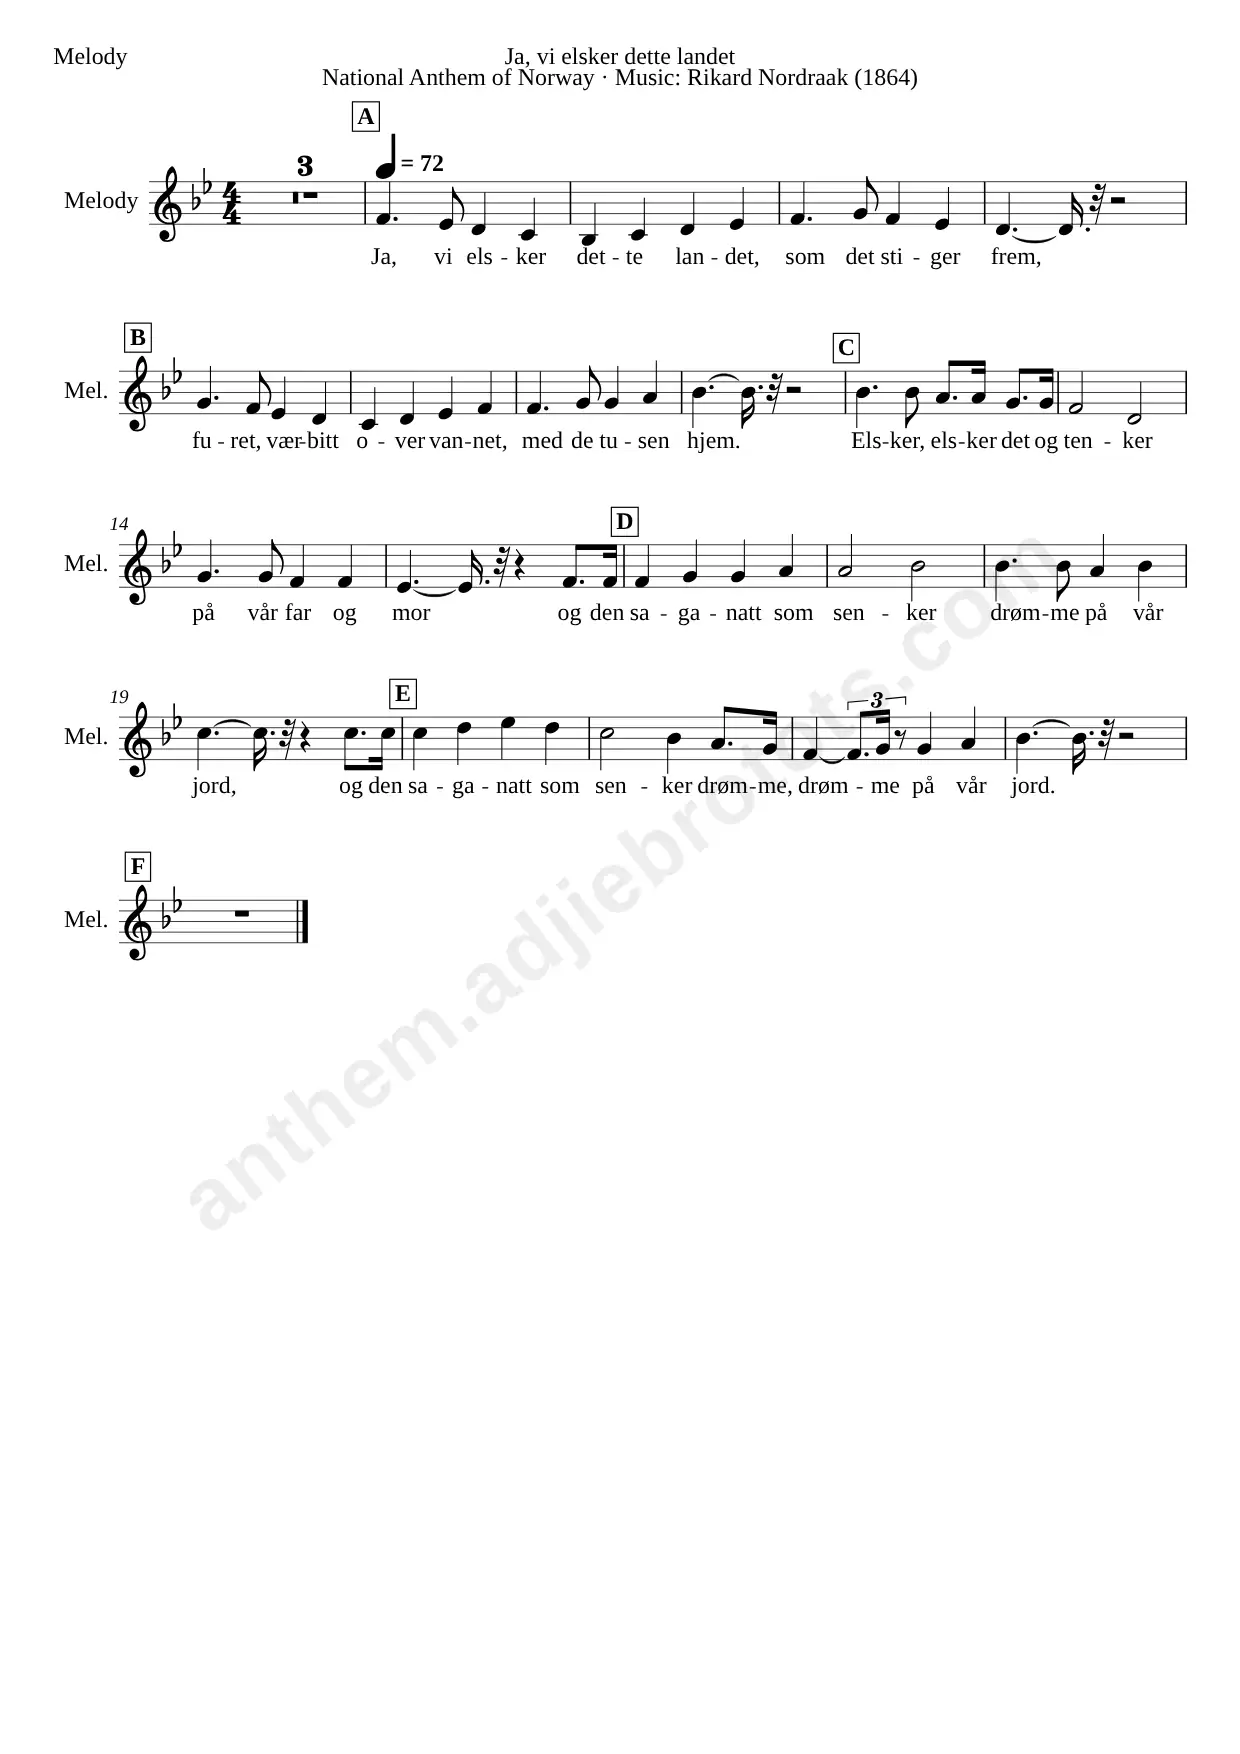 Melody
Ja, vi elsker dette landet
National Anthem of Norway · Music: Rikard Nordraak (1864)
A
3
= 72
Melody
4
4
Ja, vi els - ker det - te lan - det, som det sti - ger frem,
B
C
Mel.
fu - ret, vær - bitt o - ver van - net, med de tu - sen hjem. Els - ker, els - ker det og ten - ker
14
D
Mel.
på vår far og mor og den sa - ga - natt som sen - ker drøm - me på vår
19
E
3
Mel.
jord, og den sa - ga - natt som sen - ker drøm - me, drøm - me på vår jord.
F
Mel.
anthem.adjiebrotots.com